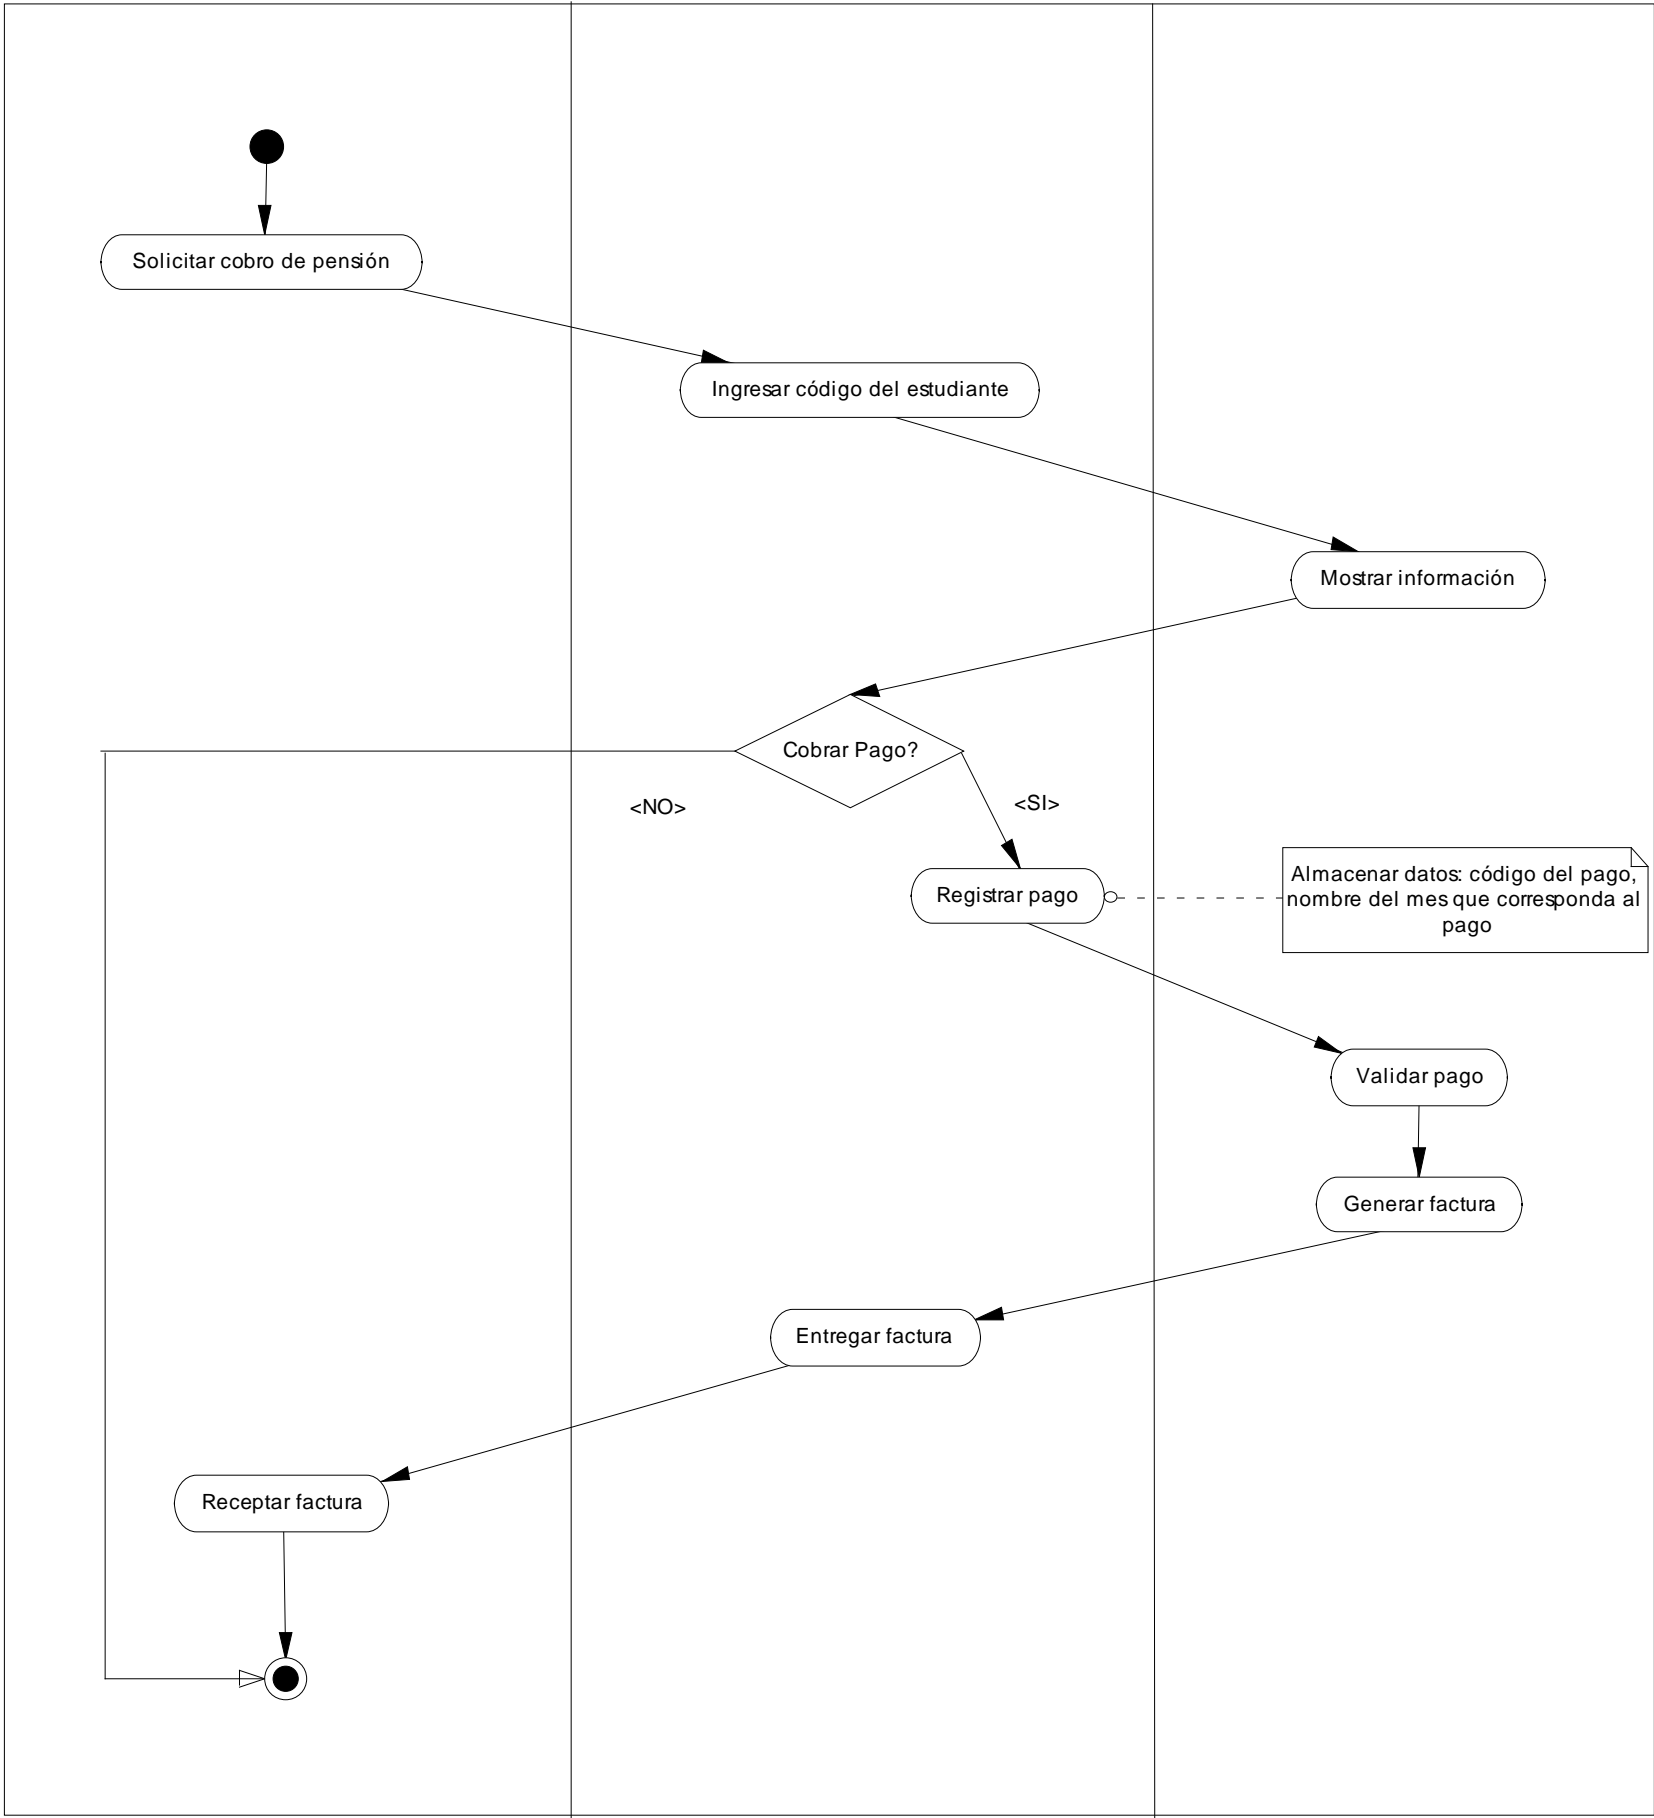 Solicitar cobro de pensión
Ingresar código del estudiante
Mostrar información
Cobrar Pago?
<NO>
<SI>
Registrar pago
Almacenar datos: código del pago,
nombre del mes que corresponda al
pago
Validar pago
Generar factura
Entregar factura
Receptar factura